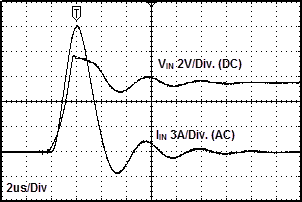 T
VIN 2V/Div. (DC)
IIN 3A/Div. (AC)
2us/Div